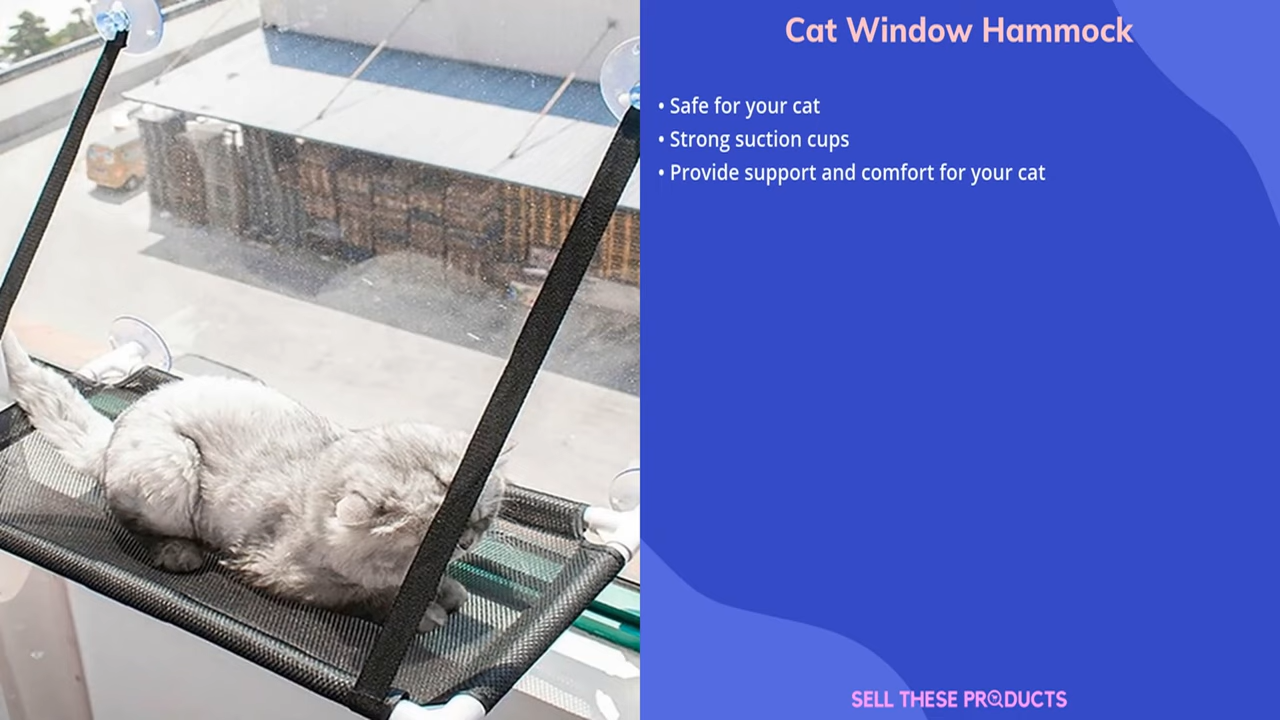 Cat Window Hammock
• Safe for your cat
• Strong suction cups
• Provide support and comfort for your cat
SELL THESE PRODUCTS